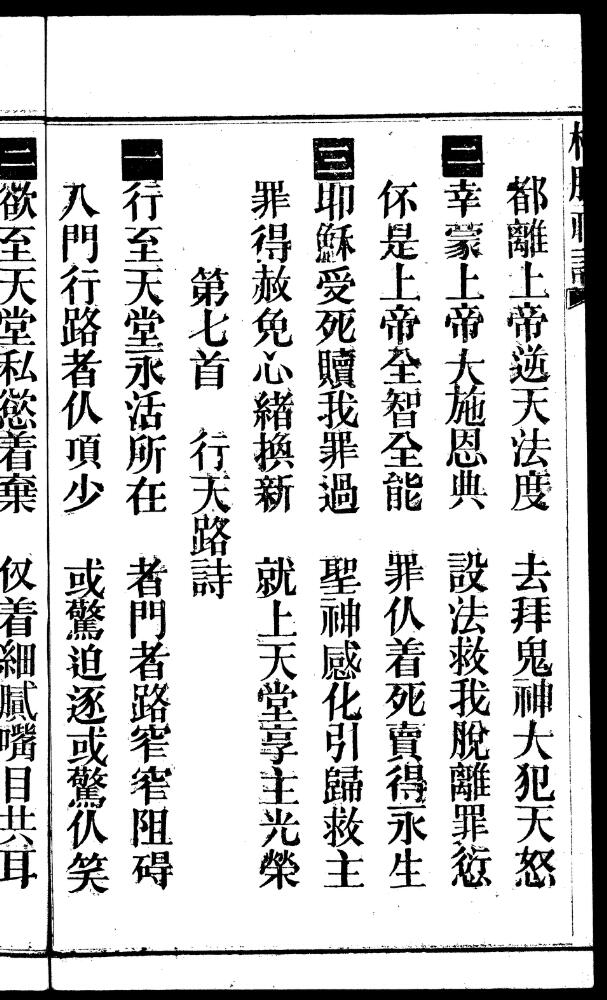 都離上帝逆天法度　去拜鬼神大犯天怒
二 幸蒙上帝大施恩典　設法救我脫離罪愆
伓是上帝全智全能　罪仈着死賣得永生
三 耶穌受死贖我罪過　聖神感化引歸救主
罪得赦免心緒換新　就上天堂享主光榮
第七首　行天路詩
一 行至天堂永活所在　者門者路窄窄阻碍
入門行路者仈頂少　或驚迫逐或驚仈笑
二 欲至天堂私慾着棄　仅着細膩嘴目共耳